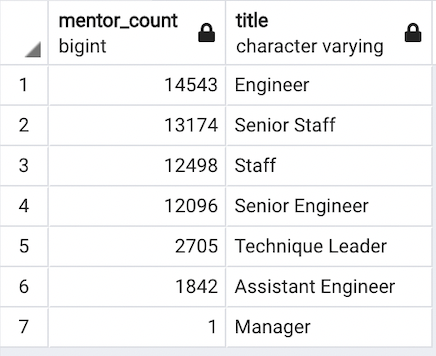 mentor_count title
bigint character varying
1 14543 Engineer
2 13174 Senior Staff
3 12498 Staff
4 12096 Senior Engineer
5 2705 Technique Leader
6 1842 Assistant Engineer
7 1 Manager